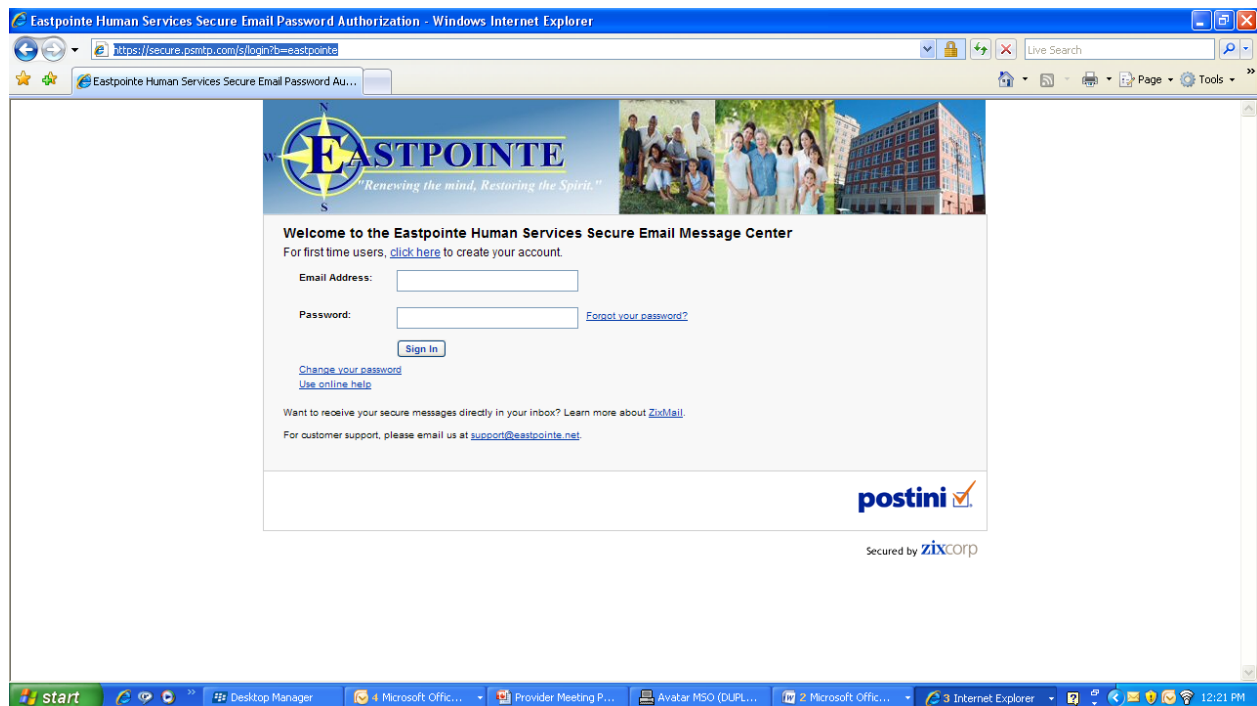 Eastpointe Human Services Secure Email Password Authorization - Windows Internet Explorer
https://secure.psmtp.com/s/login?b=eastpointe
Live Search
Eastpointe Human Services Secure Email Password Au...
Page
Tools
N
W
EASTPOINTE
"Renewing the mind, Restoring the Spirit."
S
Welcome to the Eastpointe Human Services Secure Email Message Center
For first time users, click here to create your account.
Email Address:
Password:
Forgot your password?
Sign In
Change your password
Use online help
Want to receive your secure messages directly in your inbox? Learn more about ZixMail.
For customer support, please email us at support@eastpointe.net.
postini
Secured by zixcorp
start
Desktop Manager
4 Microsoft Offic...
Provider Meeting P...
Avatar MSO (DUPL...
2 Microsoft Offic...
3 Internet Explorer
12:21 PM